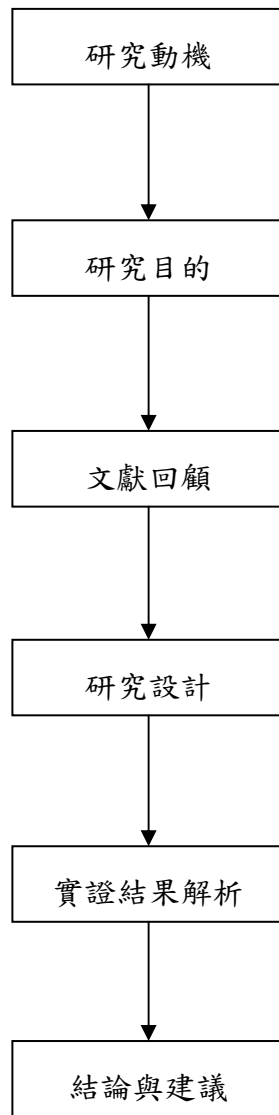 研究動機
研究目的
文獻回顧
研究設計
實證結果解析
結論與建議